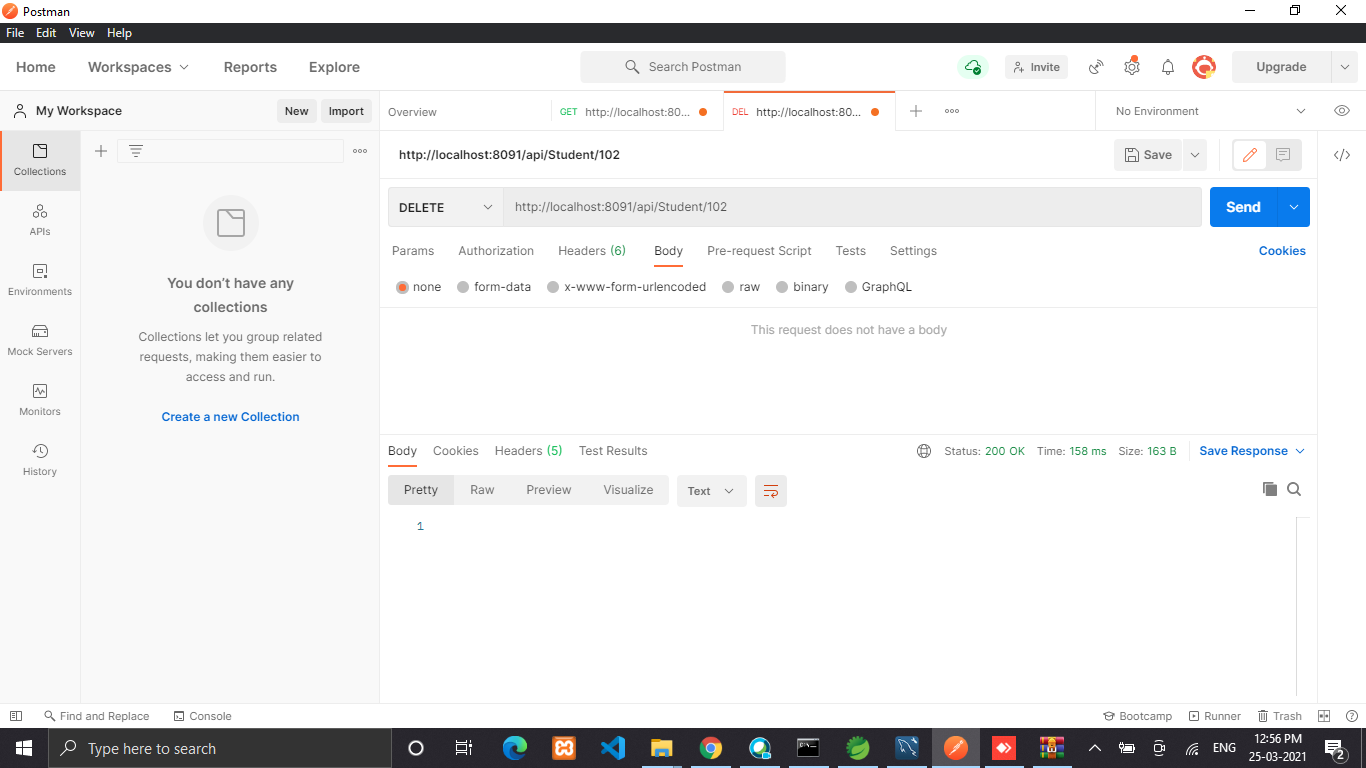 Postman
File Edit View Help
Home Workspaces Reports Explore Search Postman Invite Upgrade
My Workspace New Import
Overview GET http://localhost:80... DEL http://localhost:80... No Environment
Collections
APIs
Environments
Mock Servers
Monitors
History
You don’t have any
collections
Collections let you group related
requests, making them easier to
access and run.
Create a new Collection
http://localhost:8091/api/Student/102 Save
DELETE http://localhost:8091/api/Student/102 Send
Params Authorization Headers (6) Body Pre-request Script Tests Settings Cookies
none form-data x-www-form-urlencoded raw binary GraphQL
This request does not have a body
Body Cookies Headers (5) Test Results Status: 200 OK Time: 158 ms Size: 163 B Save Response
Pretty Raw Preview Visualize Text
1
Find and Replace Console Bootcamp Runner Trash
Type here to search ENG 12:56 PM
25-03-2021 2